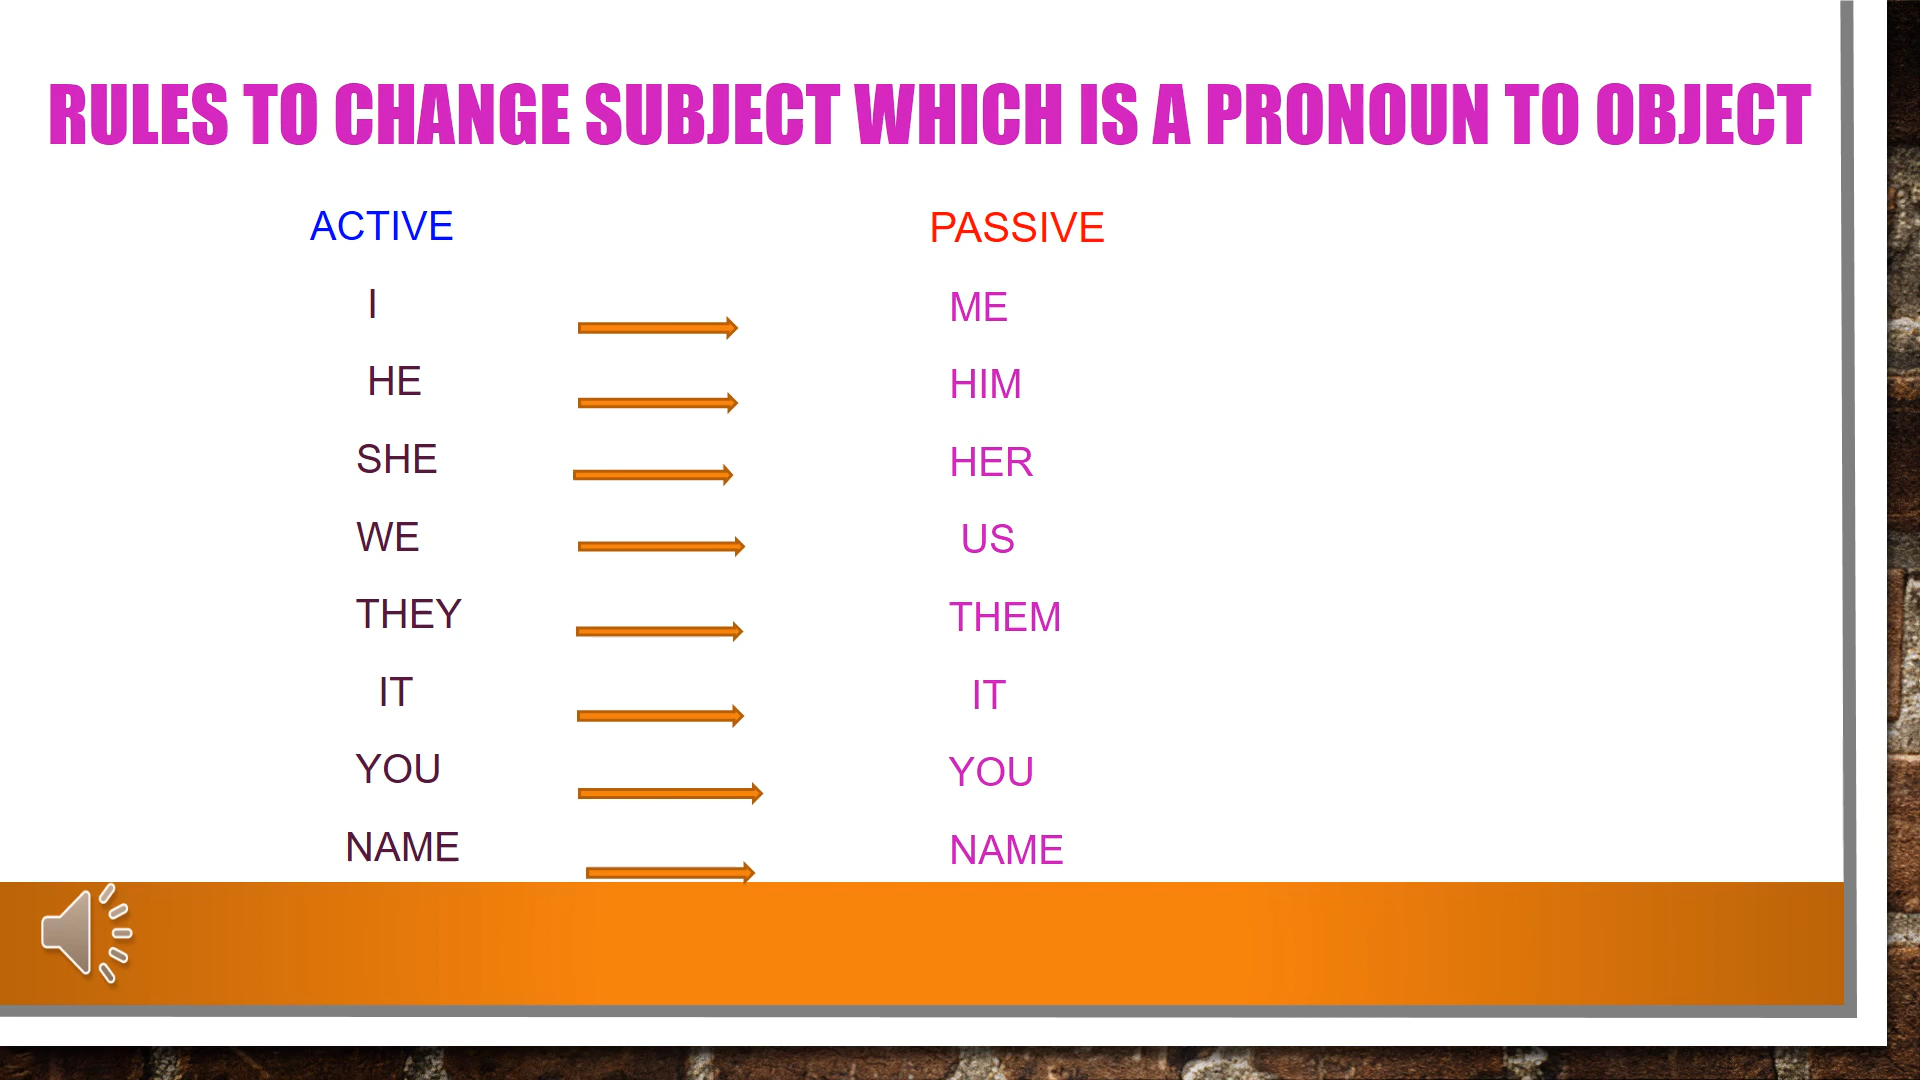 RULES TO CHANGE SUBJECT WHICH IS A PRONOUN TO OBJECT
ACTIVE PASSIVE
I ME
HE HIM
SHE HER
WE US
THEY THEM
IT IT
YOU YOU
NAME NAME